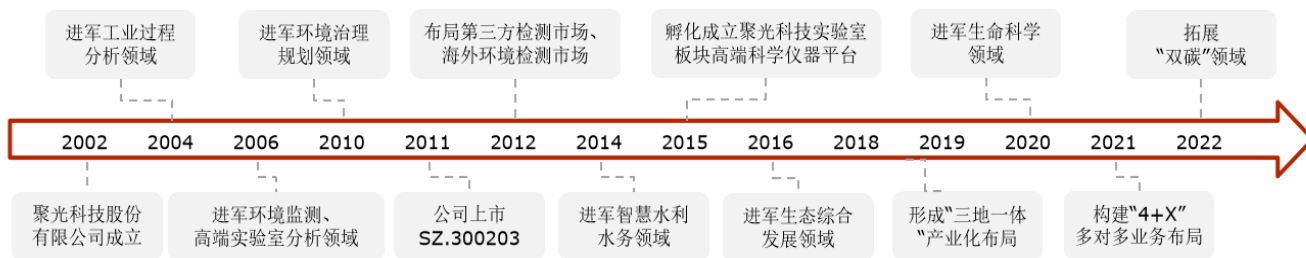 进军工业过程
分析领域
进军环境治理
规划领域
布局第三方检测市场、
海外环境检测市场
孵化成立聚光科技实验室
板块高端科学仪器平台
进军生命科学
领域
拓展
“双碳”领域
2002 2004 2006 2010 2011 2012 2014 2015 2016 2018 2019 2020 2021 2022
聚光科技股份
有限公司成立
进军环境监测、
高端实验室分析领域
公司上市
SZ.300203
进军智慧水利
水务领域
进军生态综合
发展领域
形成“三地一体
“产业化布局
构建“4+X”
多对多业务布局